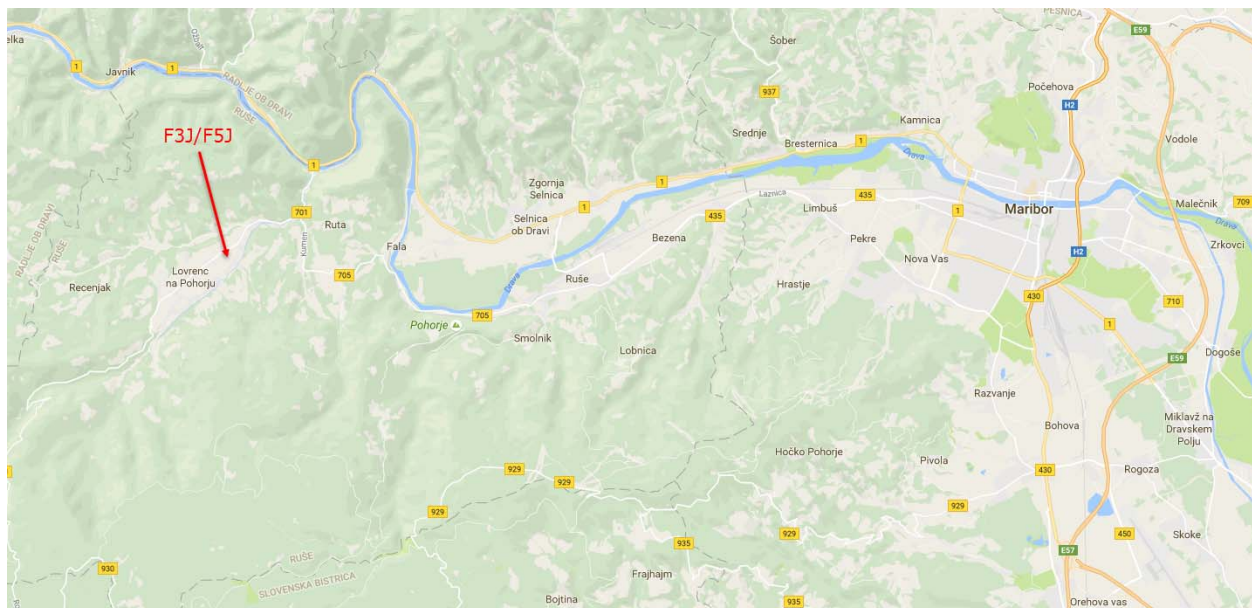 PESNICA
elka
Ožbalt
Šober
E59
1
Javnik
1
RADLJE OB DRAVI
RUŠE
Počehova
937
H2
F3J/F5J
Kamnica
Srednje
Bresternica
1
Vodole
1
Drava
Zgornja
Selnica
1
Laznica
435
701
Ruta
1
Selnica
ob Dravi
435
Limbuš
1
Maribor
Malečnik
709
RADLJE OB DRAVI
RUŠE
Kumen
Fala
Bezena
Pekre
Drava
Zrkovci
Lovrenc
na Pohorju
705
Drava
Ruše
Nova Vas
H2
Recenjak
Hrastje
430
710
705
Pohorje
Smolnik
1
Lobnica
E59
Dogoše
Razvanje
Miklavž na
Dravskem
Polju
Bohova
Hočko Pohorje
Pivola
430
Rogoza
929
929
929
929
929
450
Skoke
935
RUŠE
SLOVENSKA BISTRICA
E57
930
Frajhajm
Bojtina
935
Orehova vas